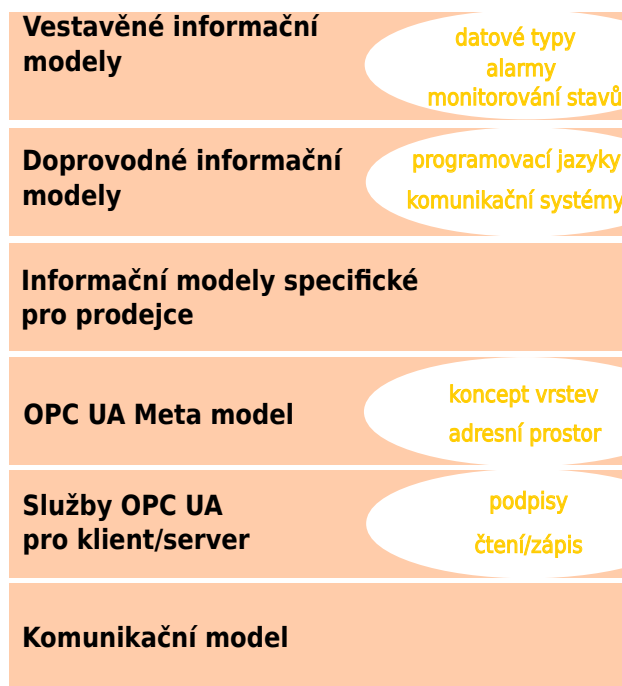 Vestavěné informační
modely
datové typy
alarmy
monitorování stavů
Doprovodné informační
modely
programovací jazyky
komunikační systémy
Informační modely specifické
pro prodejce
OPC UA Meta model
koncept vrstev
adresní prostor
Služby OPC UA
pro klient/server
podpisy
čtení/zápis
Komunikační model